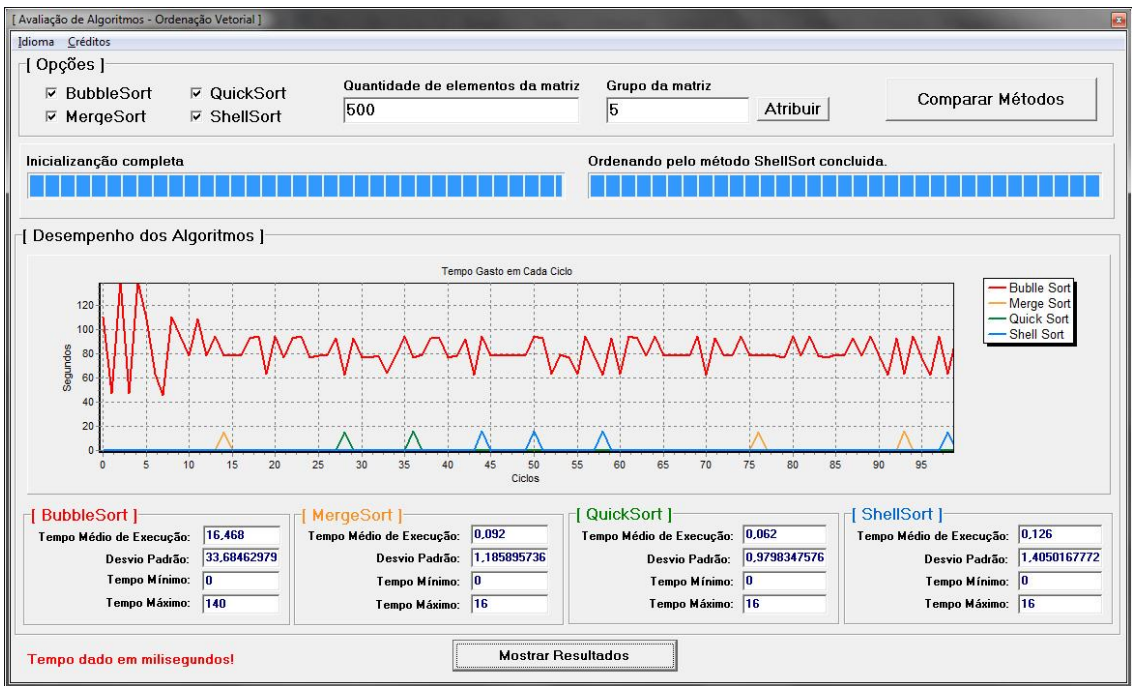 [ Avaliação de Algoritmos - Ordenação Vetorial ]
Idioma Créditos
[ Opções ]
BubbleSort QuickSort
MergeSort ShellSort
Quantidade de elementos da matriz
500
Grupo da matriz
5
Atribuir
Comparar Métodos
Inicializanção completa
Ordenando pelo método ShellSort concluida.
[ Desempenho dos Algoritmos ]
Tempo Gasto em Cada Ciclo
Segundos
120
100
80
60
40
20
0
0 5 10 15 20 25 30 35 40 45 50 55 60 65 70 75 80 85 90 95
Ciclos
Bublle Sort
Merge Sort
Quick Sort
Shell Sort
[ BubbleSort ]
Tempo Médio de Execução: 16,468
Desvio Padrão: 33,68462979
Tempo Mínimo: 0
Tempo Máximo: 140
[ MergeSort ]
Tempo Médio de Execução: 0,092
Desvio Padrão: 1,185895736
Tempo Mínimo: 0
Tempo Máximo: 16
[ QuickSort ]
Tempo Médio de Execução: 0,062
Desvio Padrão: 0,9798347576
Tempo Mínimo: 0
Tempo Máximo: 16
[ ShellSort ]
Tempo Médio de Execução: 0,126
Desvio Padrão: 1,4050167772
Tempo Mínimo: 0
Tempo Máximo: 16
Tempo dado em milisegundos!
Mostrar Resultados